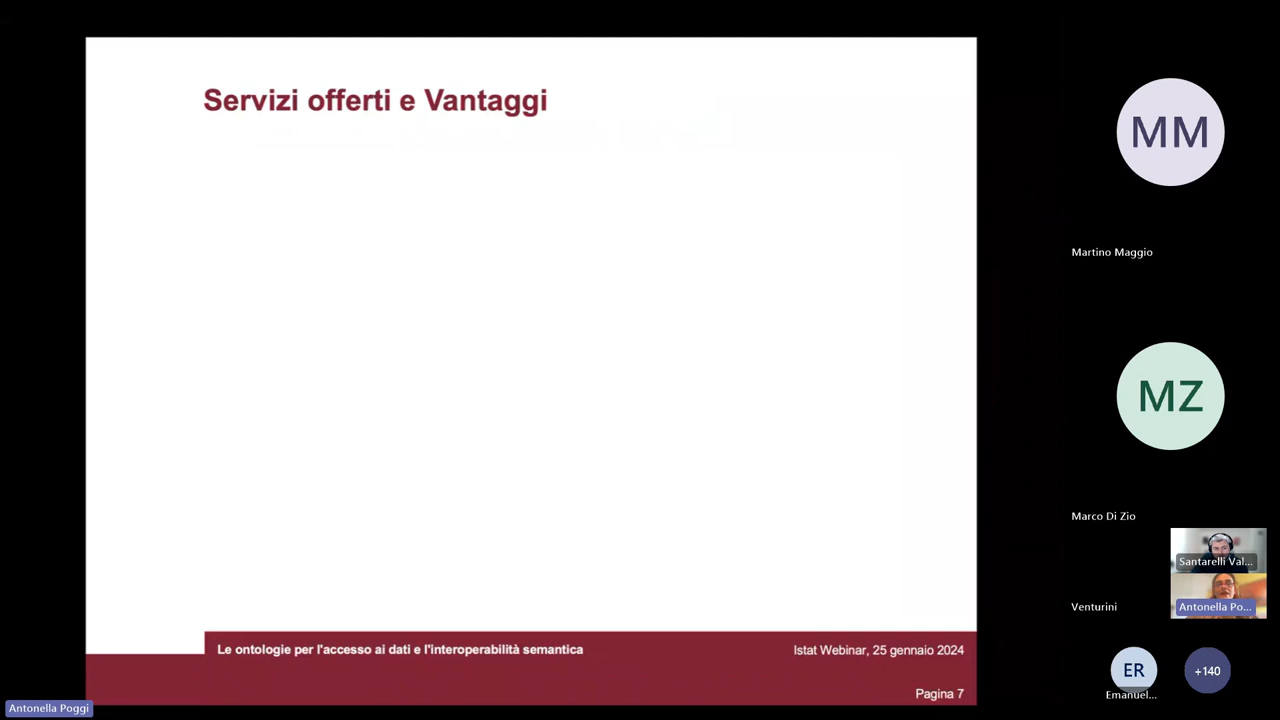 Servizi offerti e Vantaggi
Le ontologie per l'accesso ai dati e l'interoperabilità semantica
Istat Webinar, 25 gennaio 2024
Pagina 7
Antonella Poggi
MM
Martino Maggio
MZ
Marco Di Zio
Santarelli Val...
Venturini
Antonella Po...
ER
+140
Emanuel...